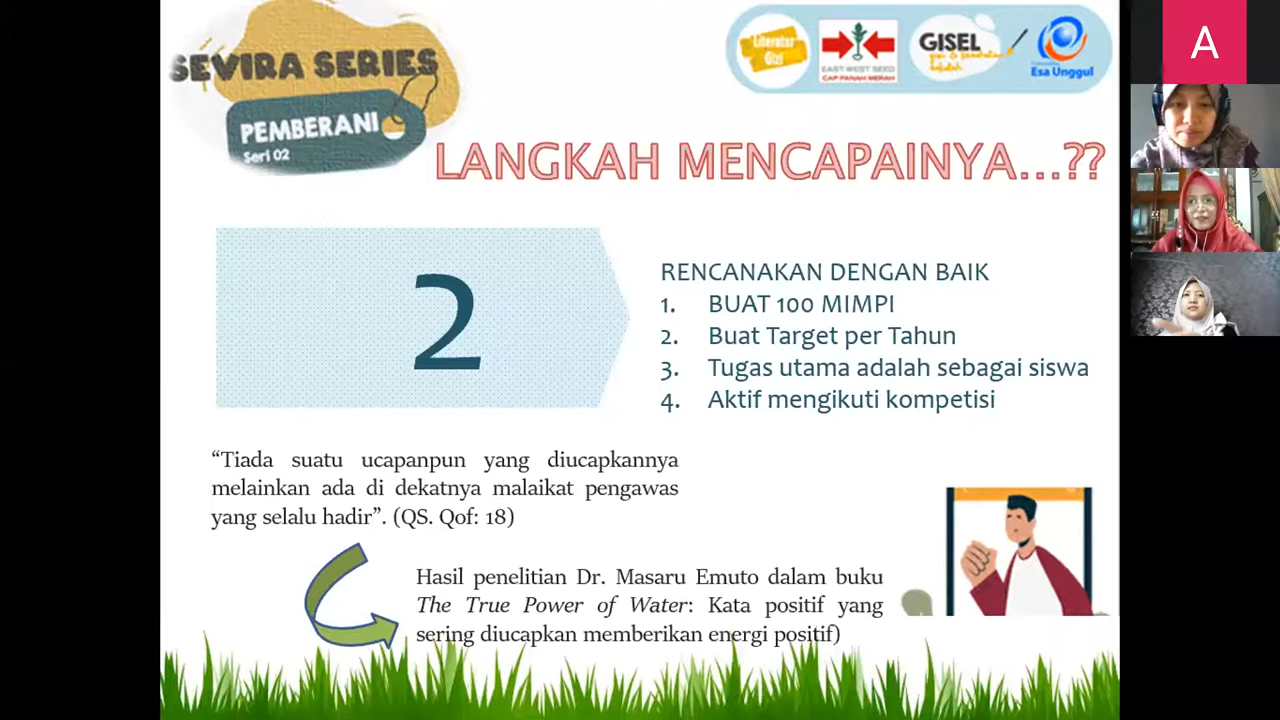 SEVIRA SERIES
PEMBERANI
Seri 02
Literatur
Gizi
EAST WEST SEED
CAP PANAH MERAH
GISEL
gizi & kesehatan
sekolah
Universitas
Esa Unggul
A
LANGKAH MENCAPAINYA...??
2
RENCANAKAN DENGAN BAIK
1. BUAT 100 MIMPI
2. Buat Target per Tahun
3. Tugas utama adalah sebagai siswa
4. Aktif mengikuti kompetisi
“Tiada suatu ucapanpun yang diucapkannya
melainkan ada di dekatnya malaikat pengawas
yang selalu hadir”. (QS. Qof: 18)
Hasil penelitian Dr. Masaru Emuto dalam buku
The True Power of Water: Kata positif yang
sering diucapkan memberikan energi positif)